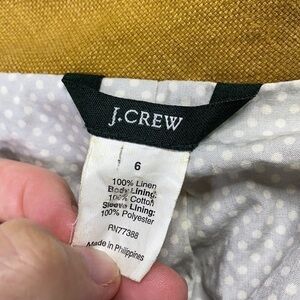 J.CREW
6
100% Linen
Body Lining:
100% Cotton
Sleeve Lining:
100% Polyester
RN77388
Made in Philippines